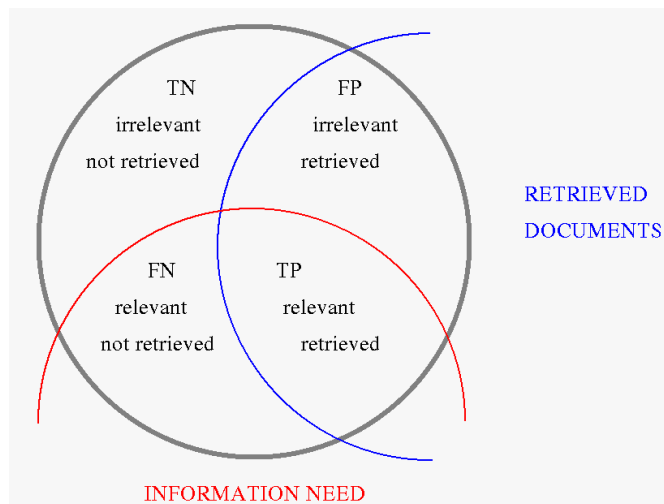 TN
irrelevant
not retrieved
FP
irrelevant
retrieved
RETRIEVED
DOCUMENTS
FN
relevant
not retrieved
TP
relevant
retrieved
INFORMATION NEED